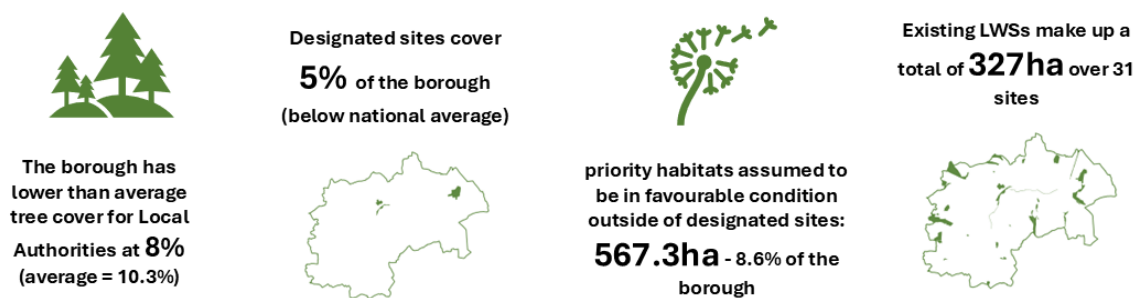 The borough has
lower than average
tree cover for Local
Authorities at 8%
(average = 10.3%)
Designated sites cover
5% of the borough
(below national average)
priority habitats assumed to
be in favourable condition
outside of designated sites:
567.3ha - 8.6% of the
borough
Existing LWSs make up a
total of 327ha over 31
sites